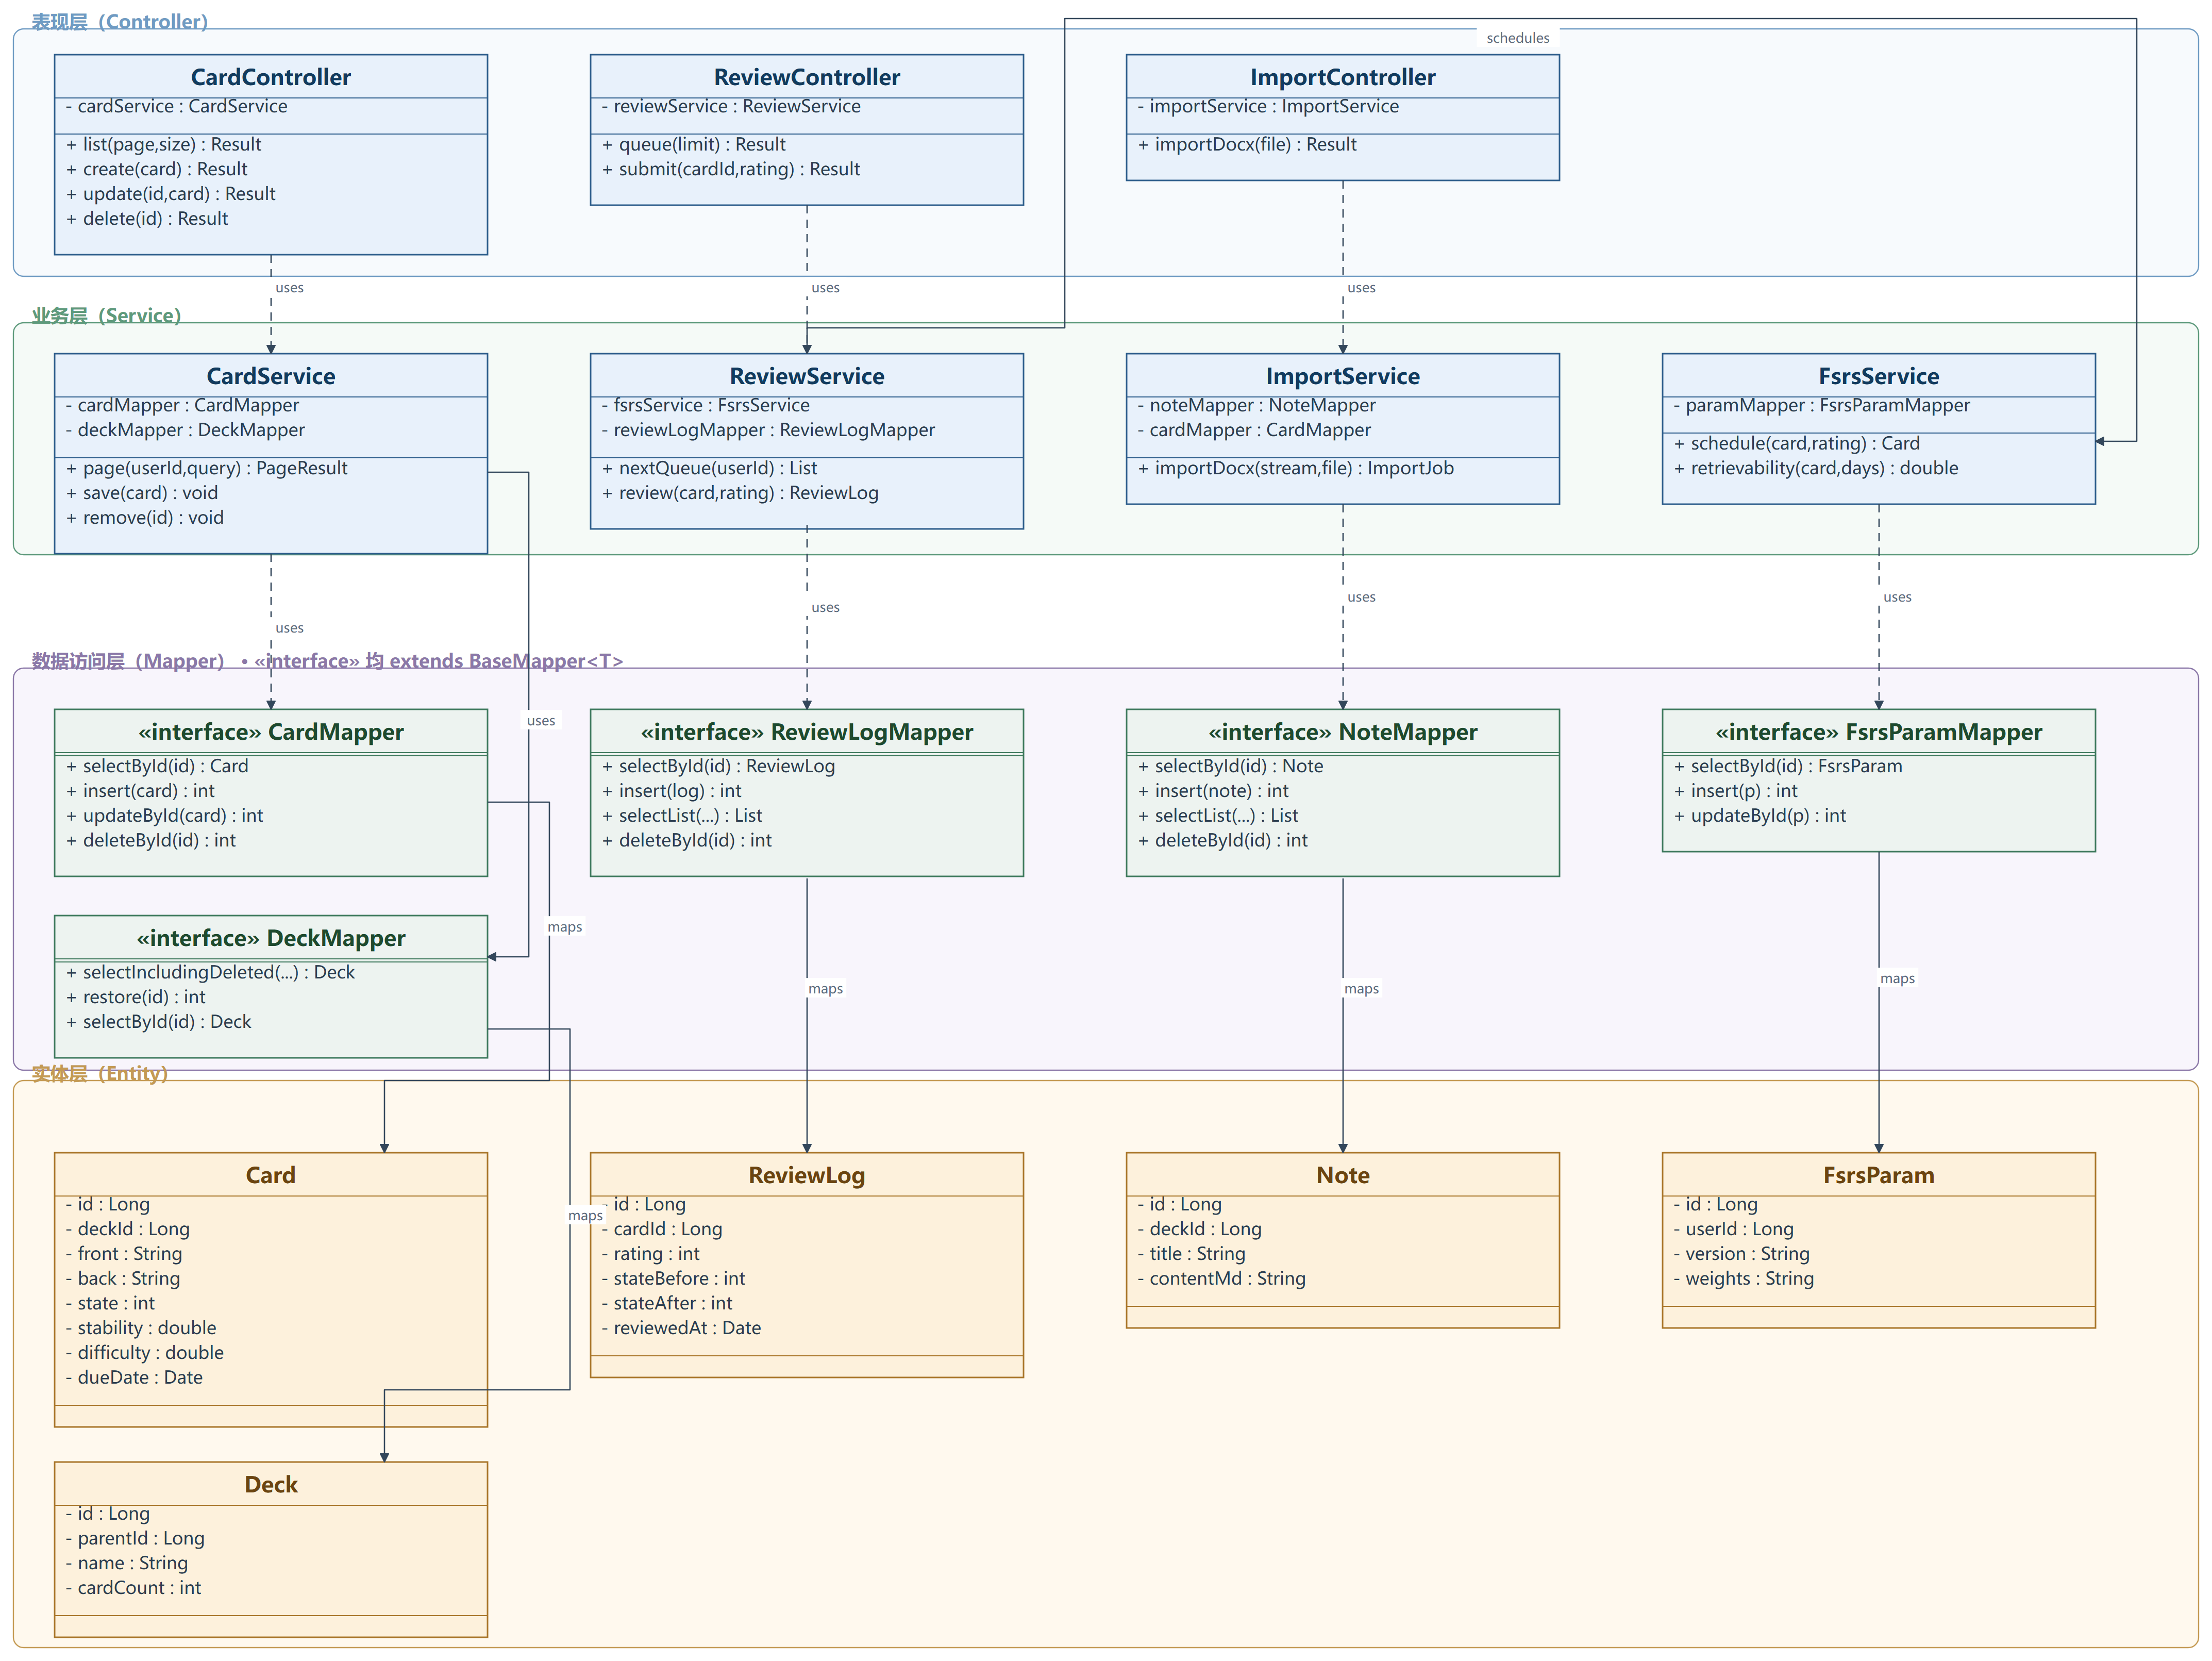 表现层（Controller）
schedules
CardController
- cardService : CardService
+ list(page,size) : Result
+ create(card) : Result
+ update(id,card) : Result
+ delete(id) : Result
ReviewController
- reviewService : ReviewService
+ queue(limit) : Result
+ submit(cardId,rating) : Result
ImportController
- importService : ImportService
+ importDocx(file) : Result
uses
uses
uses
业务层（Service）
CardService
- cardMapper : CardMapper
- deckMapper : DeckMapper
+ page(userId,query) : PageResult
+ save(card) : void
+ remove(id) : void
ReviewService
- fsrsService : FsrsService
- reviewLogMapper : ReviewLogMapper
+ nextQueue(userId) : List
+ review(card,rating) : ReviewLog
ImportService
- noteMapper : NoteMapper
- cardMapper : CardMapper
+ importDocx(stream,file) : ImportJob
FsrsService
- paramMapper : FsrsParamMapper
+ schedule(card,rating) : Card
+ retrievability(card,days) : double
uses
uses
uses
uses
数据访问层（Mapper） • «interface» 均 extends BaseMapper<T>
uses
«interface» CardMapper
+ selectById(id) : Card
+ insert(card) : int
+ updateById(card) : int
+ deleteById(id) : int
«interface» ReviewLogMapper
+ selectById(id) : ReviewLog
+ insert(log) : int
+ selectList(...) : List
+ deleteById(id) : int
«interface» NoteMapper
+ selectById(id) : Note
+ insert(note) : int
+ selectList(...) : List
+ deleteById(id) : int
«interface» FsrsParamMapper
+ selectById(id) : FsrsParam
+ insert(p) : int
+ updateById(p) : int
«interface» DeckMapper
+ selectIncludingDeleted(...) : Deck
+ restore(id) : int
+ selectById(id) : Deck
maps
maps
maps
maps
实体层（Entity）
Card
- id : Long
- deckId : Long
- front : String
- back : String
- state : int
- stability : double
- difficulty : double
- dueDate : Date
maps
ReviewLog
- id : Long
- cardId : Long
- rating : int
- stateBefore : int
- stateAfter : int
- reviewedAt : Date
Note
- id : Long
- deckId : Long
- title : String
- contentMd : String
FsrsParam
- id : Long
- userId : Long
- version : String
- weights : String
Deck
- id : Long
- parentId : Long
- name : String
- cardCount : int